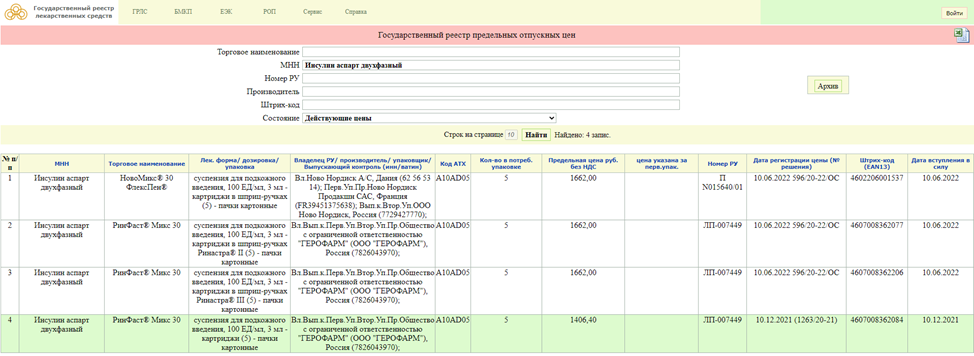 Государственный реестр
лекарственных средств
ГРЛС БМКП ЕЭК РОП Сервис Справка
Войти
Государственный реестр предельных отпускных цен
Торговое наименование
МНН Инсулин аспарт двухфазный
Номер РУ
Производитель
Архив
Штрих-код
Состояние Действующие цены
Строк на странице 10 Найти Найдено: 4 запис.
№ п/п МНН Торговое наименование Лек. форма/ дозировка/ упаковка Владелец РУ/ производитель/ упаковщик/ Выпускающий контроль (инн/ватин) Код АТХ Кол-во в потреб. упаковке Предельная цена руб. без НДС цена указана за перв.упак. Номер РУ Дата регистрации цены (№ решения) Штрих-код (EAN13) Дата вступления в силу
1 Инсулин аспарт двухфазный НовоМикс® 30 ФлексПен® суспензия для подкожного введения, 100 ЕД/мл, 3 мл - картриджи в шприц-ручках (5) - пачки картонные Вл.Ново Нордиск А/С, Дания (62 56 53 14); Перв.Уп.Пр.Ново Нордиск Продакшн САС, Франция (FR39451375638); Вып.к.Втор.Уп.ООО Ново Нордиск, Россия (7729427770); A10AD05 5 1662,00 П N015640/01 10.06.2022 596/20-22/ОС 4602206001537 10.06.2022
2 Инсулин аспарт двухфазный РинФаст® Микс 30 суспензия для подкожного введения, 100 ЕД/мл, 3 мл - картриджи в шприц-ручках Ринастра® II (5) - пачки картонные Вл.Вып.к.Перв.Уп.Втор.Уп.Пр.Общество с ограниченной ответственностью "ГЕРОФАРМ" (ООО "ГЕРОФАРМ"), Россия (7826043970); A10AD05 5 1662,00 ЛП-007449 10.06.2022 596/20-22/ОС 4607008362077 10.06.2022
3 Инсулин аспарт двухфазный РинФаст® Микс 30 суспензия для подкожного введения, 100 ЕД/мл, 3 мл - картриджи в шприц-ручках Ринастра® III (5) - пачки картонные Вл.Вып.к.Перв.Уп.Втор.Уп.Пр.Общество с ограниченной ответственностью "ГЕРОФАРМ" (ООО "ГЕРОФАРМ"), Россия (7826043970); A10AD05 5 1662,00 ЛП-007449 10.06.2022 596/20-22/ОС 4607008362206 10.06.2022
4 Инсулин аспарт двухфазный РинФаст® Микс 30 суспензия для подкожного введения, 100 ЕД/мл, 3 мл - картриджи (5) - пачки картонные Вл.Вып.к.Перв.Уп.Втор.Уп.Пр.Общество с ограниченной ответственностью "ГЕРОФАРМ" (ООО "ГЕРОФАРМ"), Россия (7826043970); A10AD05 5 1406,40 ЛП-007449 10.12.2021 (1263/20-21) 4607008362084 10.12.2021